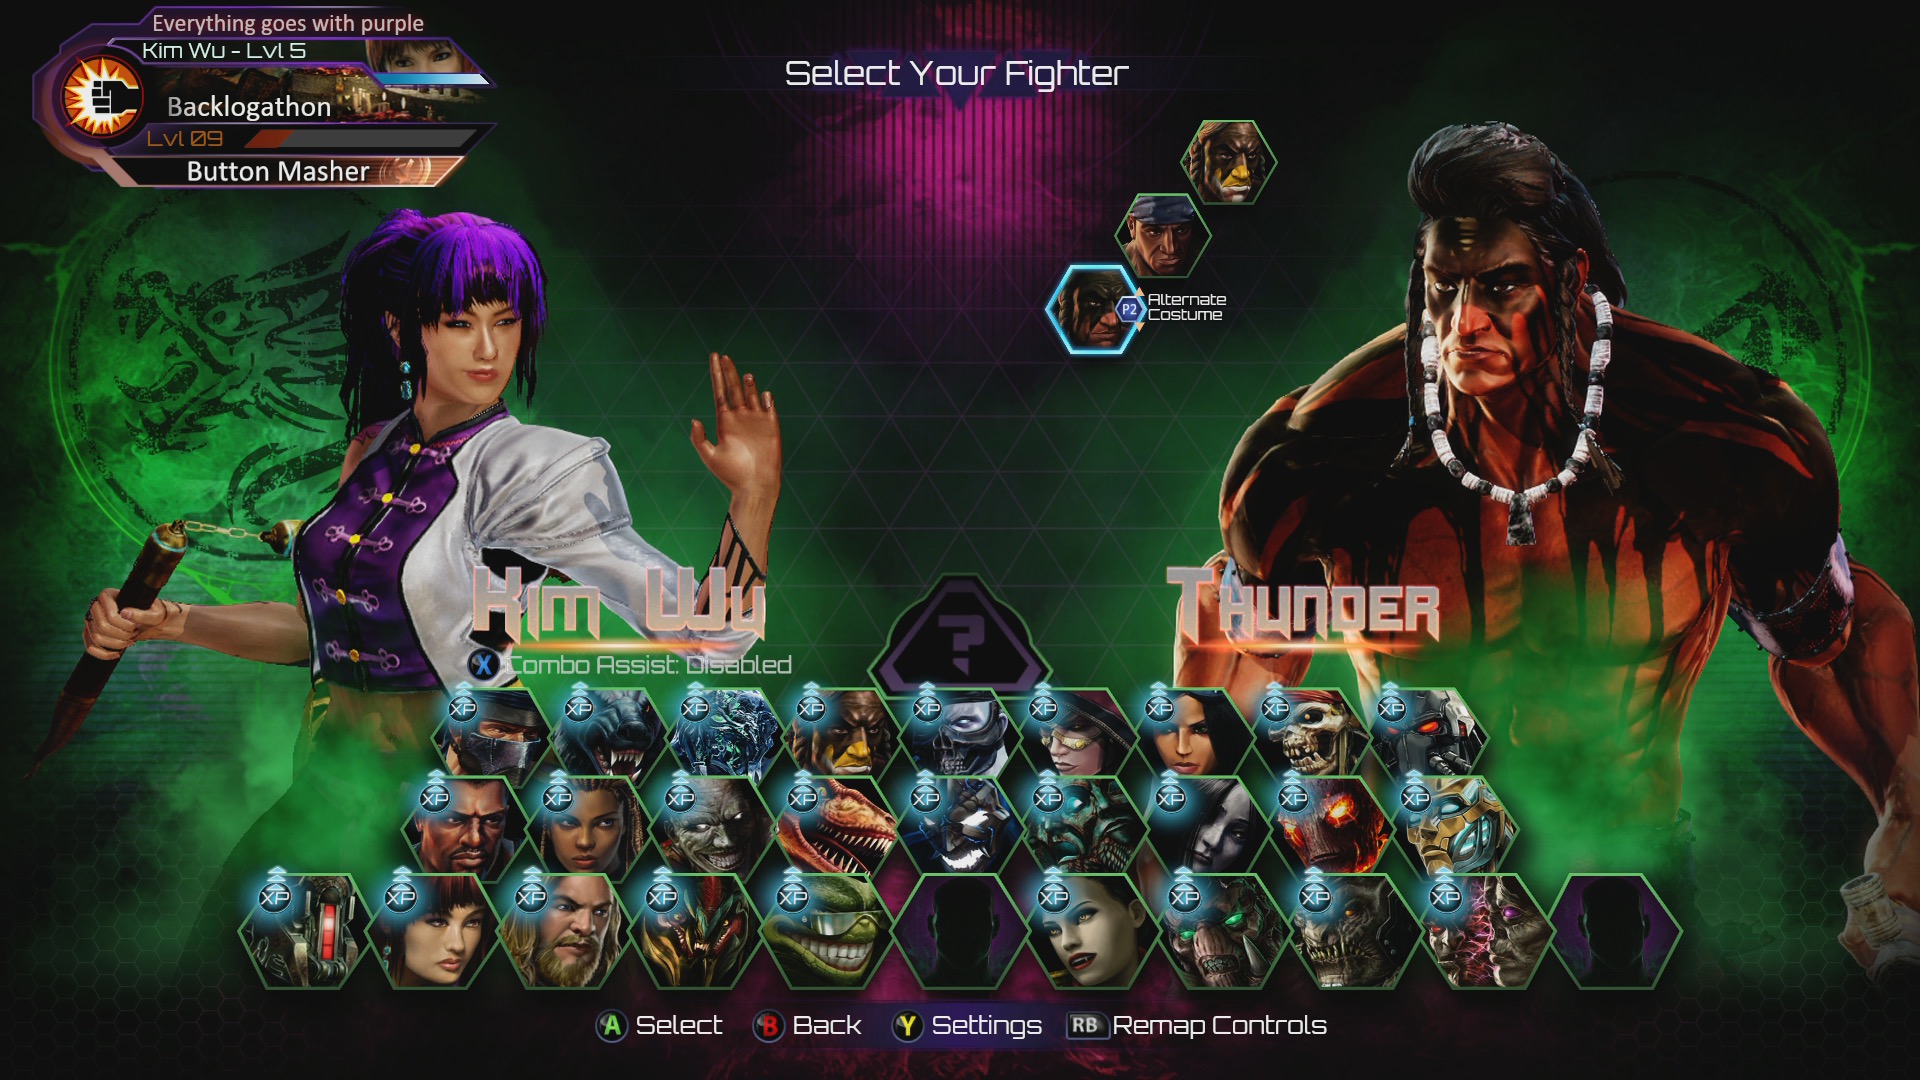 Everything goes with purple
Kim Wu - Lvl 5
Backlogathon
Lvl 09
Button Masher
Select Your Fighter
P2
Alternate
Costume
Kim Wu
Thunder
X Combo Assist: Disabled
?
XP XP XP XP XP XP XP XP XP
XP XP XP XP XP XP XP XP XP
XP XP XP XP XP XP XP XP XP
A Select B Back Y Settings RB Remap Controls